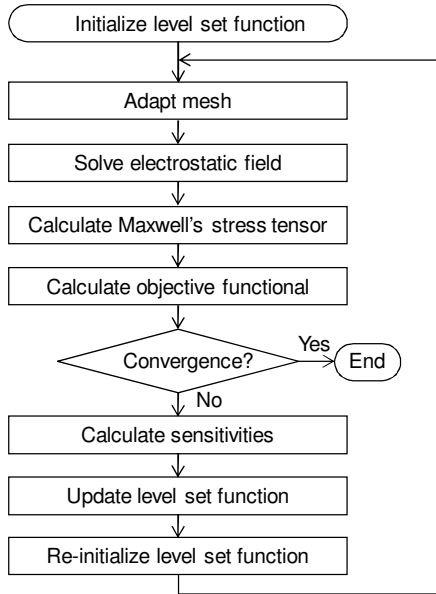 Initialize level set function
Adapt mesh
Solve electrostatic field
Calculate Maxwell's stress tensor
Calculate objective functional
Convergence?
Yes
End
No
Calculate sensitivities
Update level set function
Re-initialize level set function